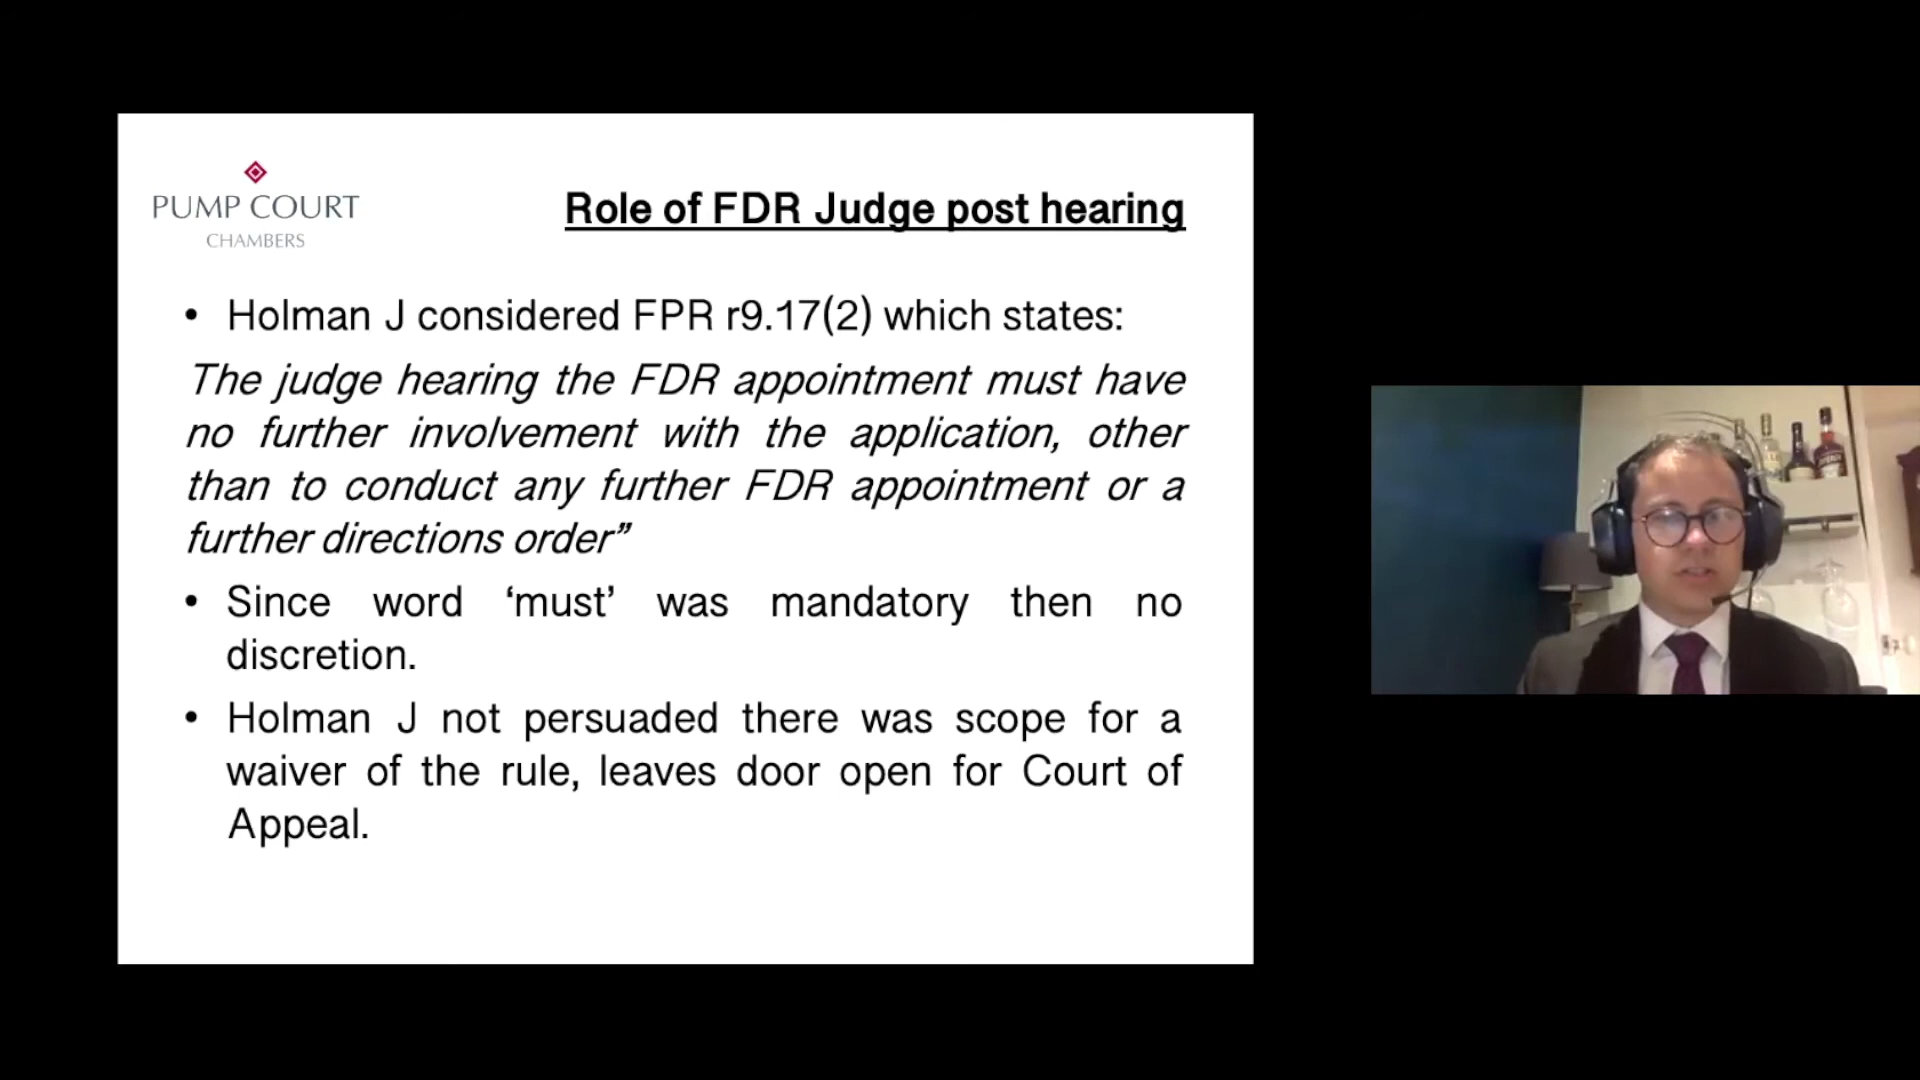 PUMP COURT
CHAMBERS
Role of FDR Judge post hearing
• Holman J considered FPR r9.17(2) which states:
The judge hearing the FDR appointment must have
no further involvement with the application, other
than to conduct any further FDR appointment or a
further directions order”
• Since word ‘must’ was mandatory then no
discretion.
• Holman J not persuaded there was scope for a
waiver of the rule, leaves door open for Court of
Appeal.